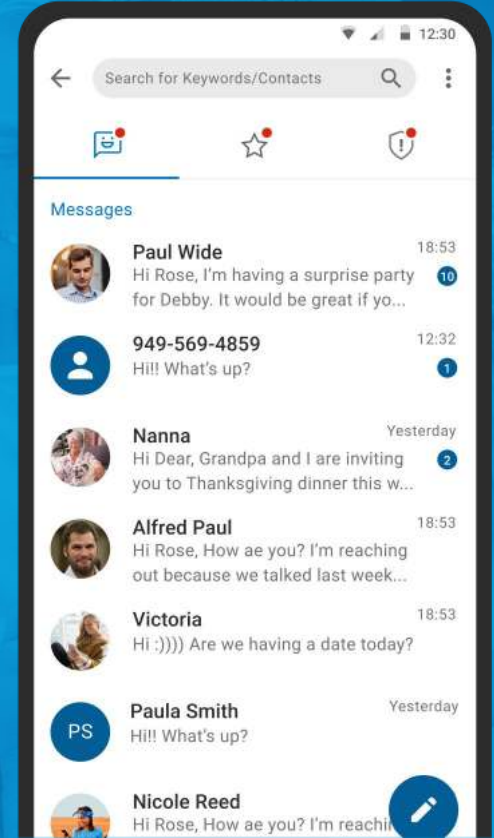 12:30
Search for Keywords/Contacts
Messages
Paul Wide 18:53
Hi Rose, I'm having a surprise party 10
for Debby. It would be great if yo...
949-569-4859 12:32
Hi!! What's up? 1
Nanna Yesterday
Hi Dear, Grandpa and I are inviting 2
you to Thanksgiving dinner this w...
Alfred Paul 18:53
Hi Rose, How ae you? I'm reaching
out because we talked last week...
Victoria 18:53
Hi :)))) Are we having a date today?
PS
Paula Smith Yesterday
Hi!! What's up?
Nicole Reed
Hi Rose, How ae you? I'm reachi